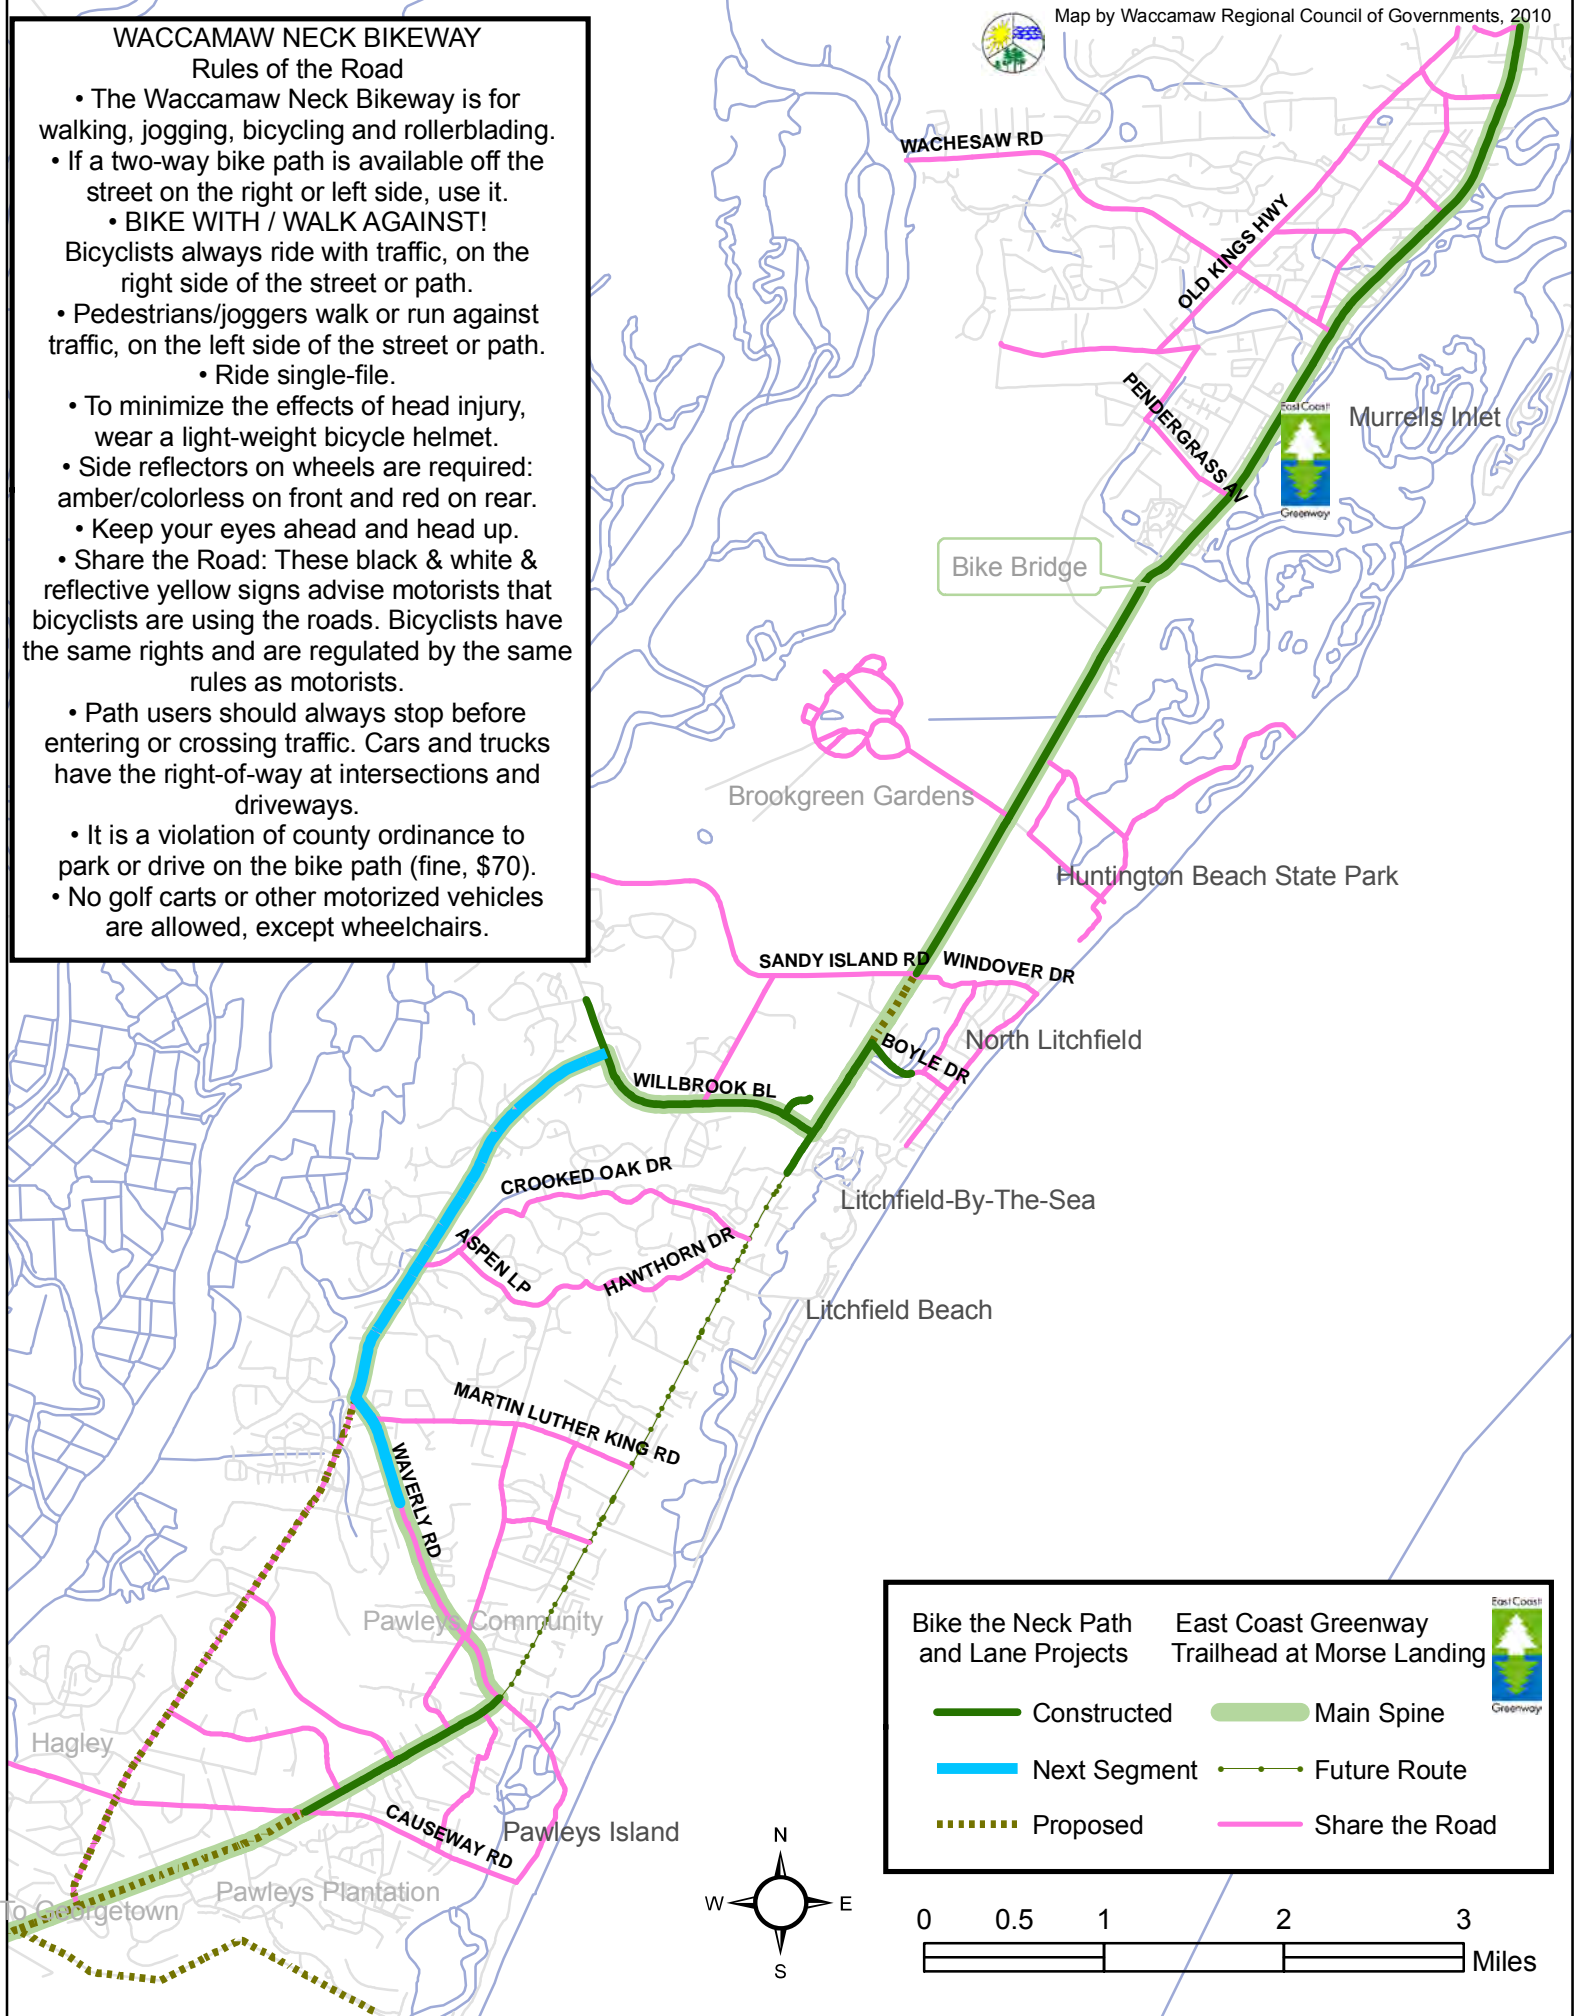 Map by Waccamaw Regional Council of Governments, 2010
WACCAMAW NECK BIKEWAY
Rules of the Road
• The Waccamaw Neck Bikeway is for
walking, jogging, bicycling and rollerblading.
• If a two-way bike path is available off the
street on the right or left side, use it.
• BIKE WITH / WALK AGAINST!
Bicyclists always ride with traffic, on the
right side of the street or path.
• Pedestrians/joggers walk or run against
traffic, on the left side of the street or path.
• Ride single-file.
• To minimize the effects of head injury,
wear a light-weight bicycle helmet.
• Side reflectors on wheels are required:
amber/colorless on front and red on rear.
• Keep your eyes ahead and head up.
• Share the Road: These black & white &
reflective yellow signs advise motorists that
bicyclists are using the roads. Bicyclists have
the same rights and are regulated by the same
rules as motorists.
• Path users should always stop before
entering or crossing traffic. Cars and trucks
have the right-of-way at intersections and
driveways.
• It is a violation of county ordinance to
park or drive on the bike path (fine, $70).
• No golf carts or other motorized vehicles
are allowed, except wheelchairs.
WACHESAW RD
OLD KINGS HWY
PENDERGRASS AV
East Coast
Greenway
Murrells Inlet
Bike Bridge
Brookgreen Gardens
Huntington Beach State Park
SANDY ISLAND RD
WINDOVER DR
North Litchfield
BOYLE DR
WILLBROOK BL
CROOKED OAK DR
Litchfield-By-The-Sea
ASPEN LP
HAWTHORN DR
Litchfield Beach
MARTIN LUTHER KING RD
WAVERLY RD
Pawleys Community
Hagley
CAUSEWAY RD
Pawleys Island
Pawleys Plantation
To Georgetown
Bike the Neck Path
and Lane Projects
East Coast Greenway
Trailhead at Morse Landing
East Coast
Greenway
Constructed
Main Spine
Next Segment
Future Route
Proposed
Share the Road
N
W
E
S
0 0.5 1 2 3
Miles